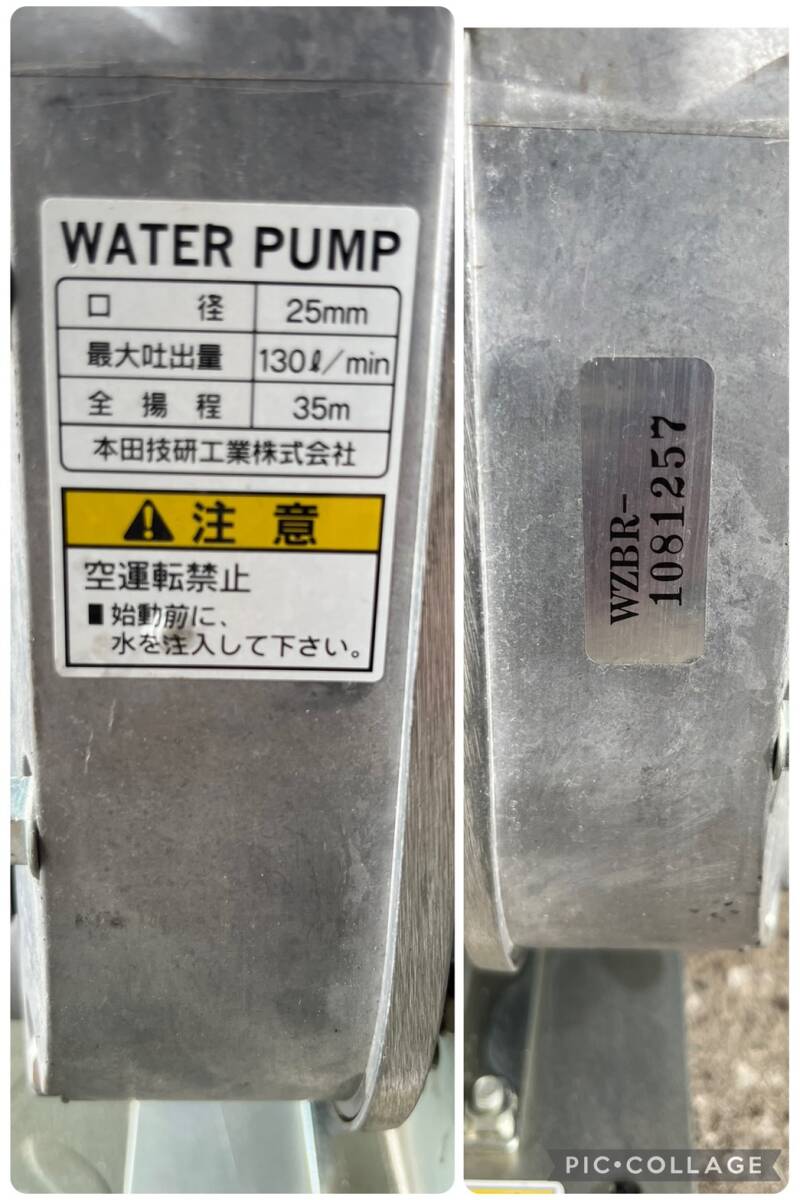 WATER PUMP
口 径 25mm
最大吐出量 130ℓ/min
全揚程 35m
本田技研工業株式会社
注意
空運転禁止
■ 始動前に、
水を注入して下さい。
WZBR-
1081257
PIC•COLLAGE